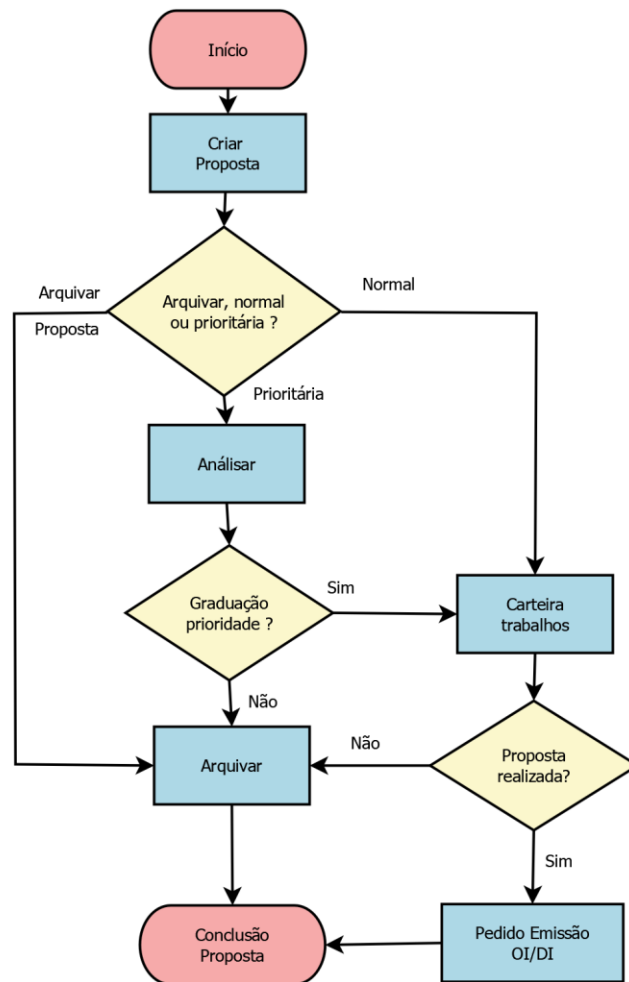 Início
Criar
Proposta
Arquivar
Proposta
Arquivar, normal
ou prioritária ?
Normal
Prioritária
Análisar
Graduação
prioridade ?
Sim
Carteira
trabalhos
Não
Arquivar
Não
Proposta
realizada?
Sim
Conclusão
Proposta
Pedido Emissão
OI/DI